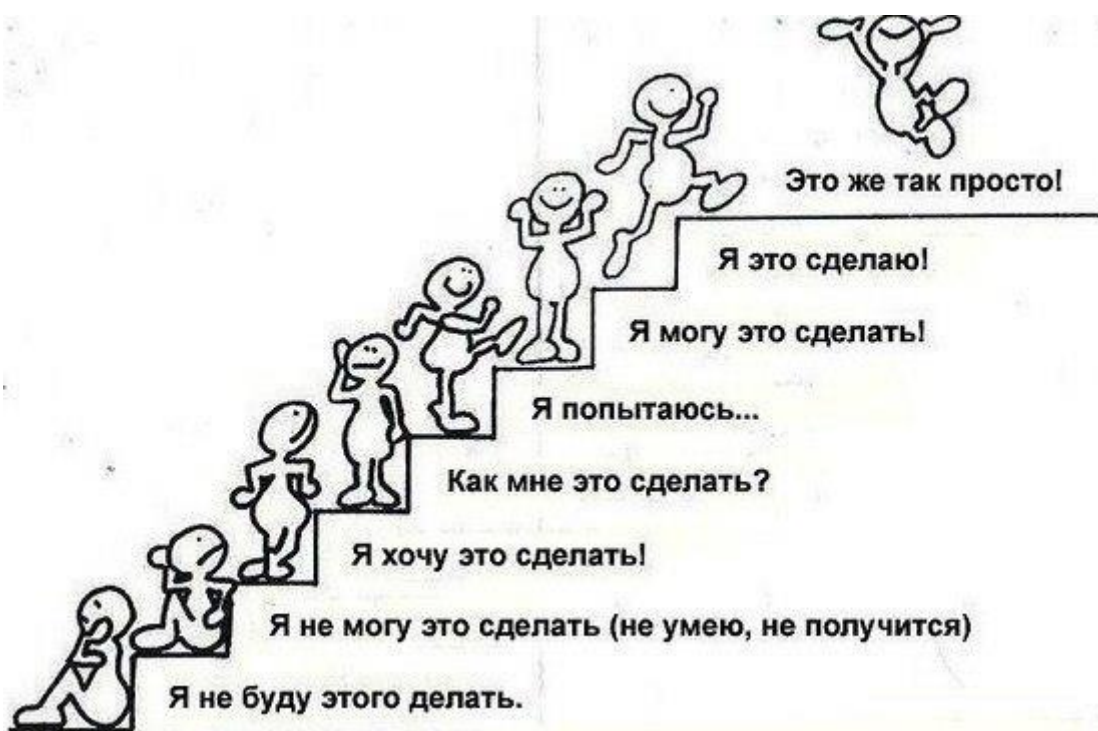 Это же так просто!
Я это сделаю!
Я могу это сделать!
Я попытаюсь...
Как мне это сделать?
Я хочу это сделать!
Я не могу это сделать (не умею, не получится)
Я не буду этого делать.